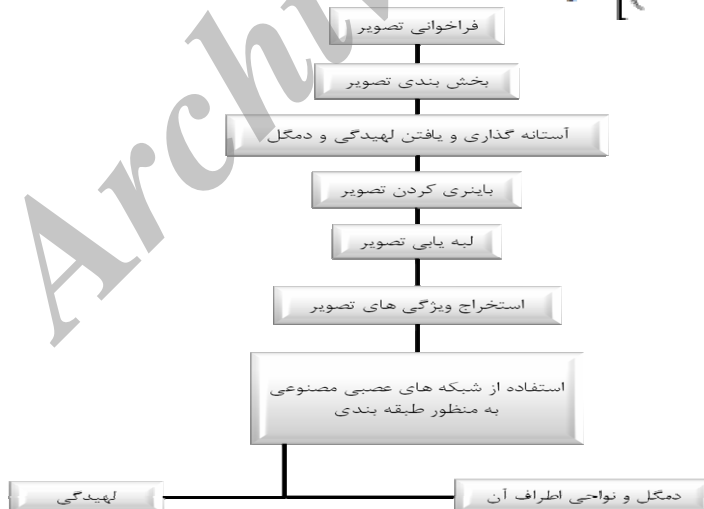 فراخوانی تصویر
بخش بندی تصویر
آستانه گذاری و یافتن لهیدگی و دمگل
باینری کردن تصویر
لبه یابی تصویر
استخراج ویژگی های تصویر
استفاده از شبکه های عصبی مصنوعی
به منظور طبقه بندی
دمگل و نواحی اطراف آن
لهیدگی